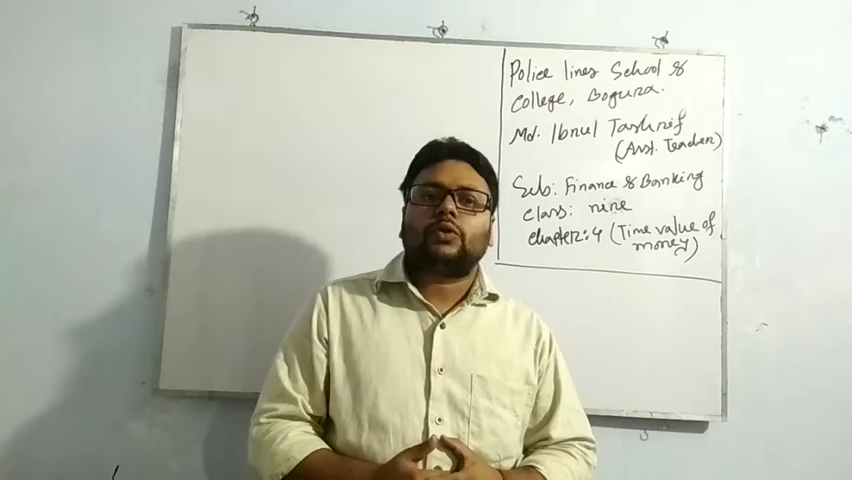 Police lines School &
College, Bogura.
Md. Ibnul Tashrif
(Asst. Teacher)
Sub: Finance & Banking
class: nine
chapter: 4 (Time value of
money)